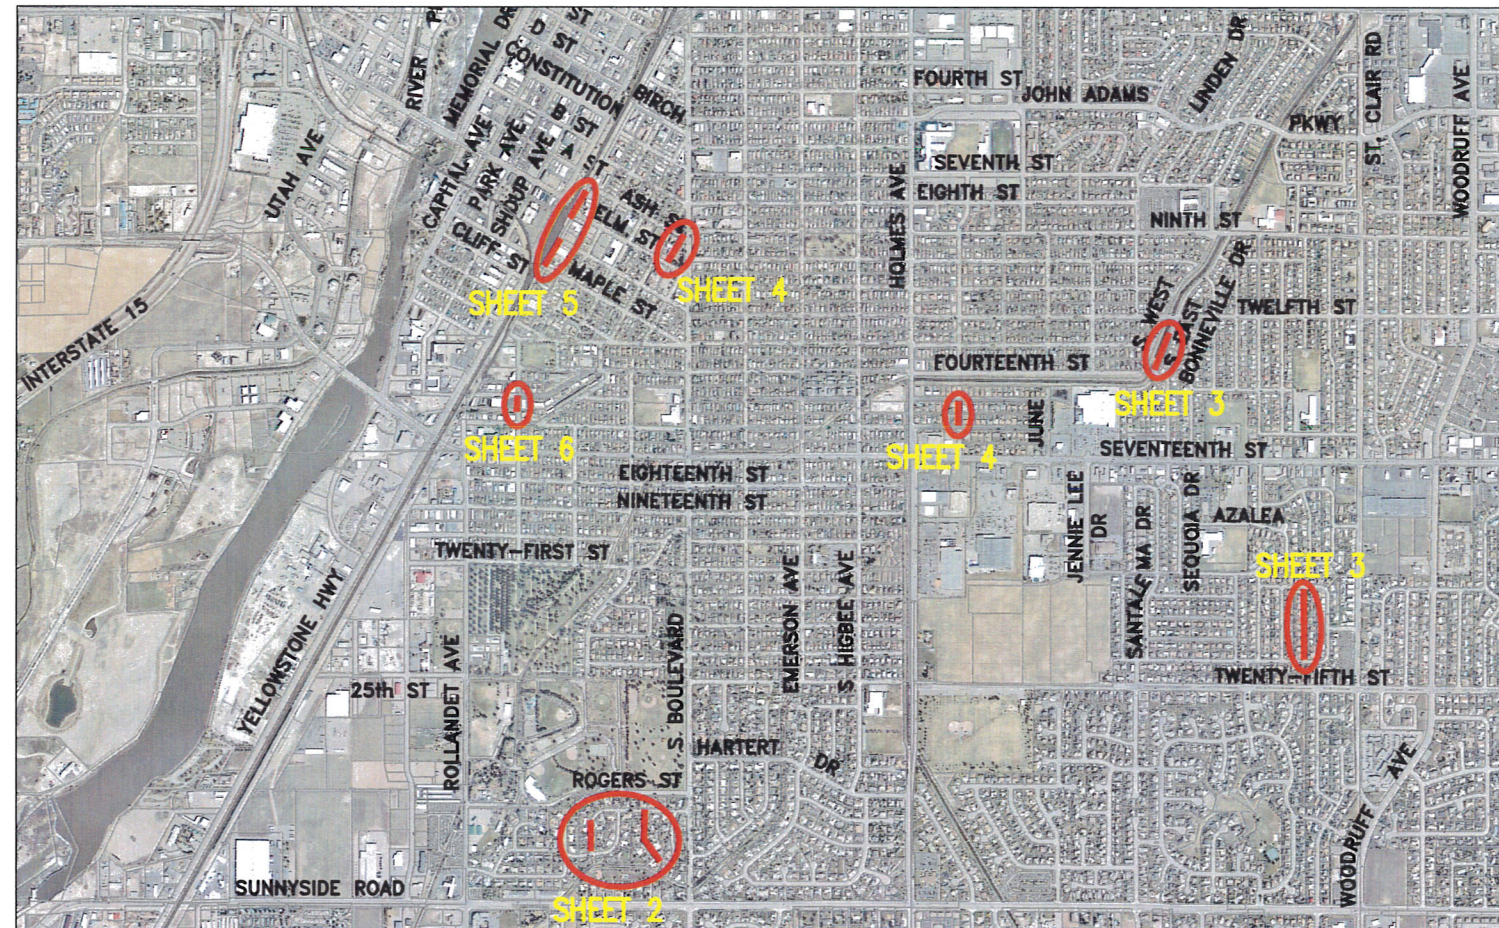 D ST
ST
MEMORIAL DR
RIVER
CONSTITUTION
BIRCH
B ST
A ST
CAPITAL AVE
PARK AVE
SHOUP AVE
UTAH AVE
CLIFF ST
ASH ST
ELM ST
MAPLE ST
INTERSTATE 15
SHEET 5
SHEET 4
FOURTH ST
JOHN ADAMS
PKWY
LINDEN DR
ST. CLAIR RD
WOODRUFF AVE
SEVENTH ST
EIGHTH ST
HOLMES AVE
NINTH ST
S. WEST
BONNEVILLE DR
TWELFTH ST
FOURTEENTH ST
SHEET 3
SHEET 6
SHEET 4
JUNE
SEVENTEENTH ST
EIGHTEENTH ST
NINETEENTH ST
TWENTY-FIRST ST
JENNIE LEE DR
SANTALEMA DR
SEQUOIA DR
AZALEA
SHEET 3
TWENTY-FIFTH ST
YELLOWSTONE HWY
ROLLANDET AVE
25th ST
S. BOULEVARD
EMERSON AVE
S HIGBEE AVE
HARTERT DR
ROGERS ST
SUNNYSIDE ROAD
SHEET 2
WOODRUFF AVE